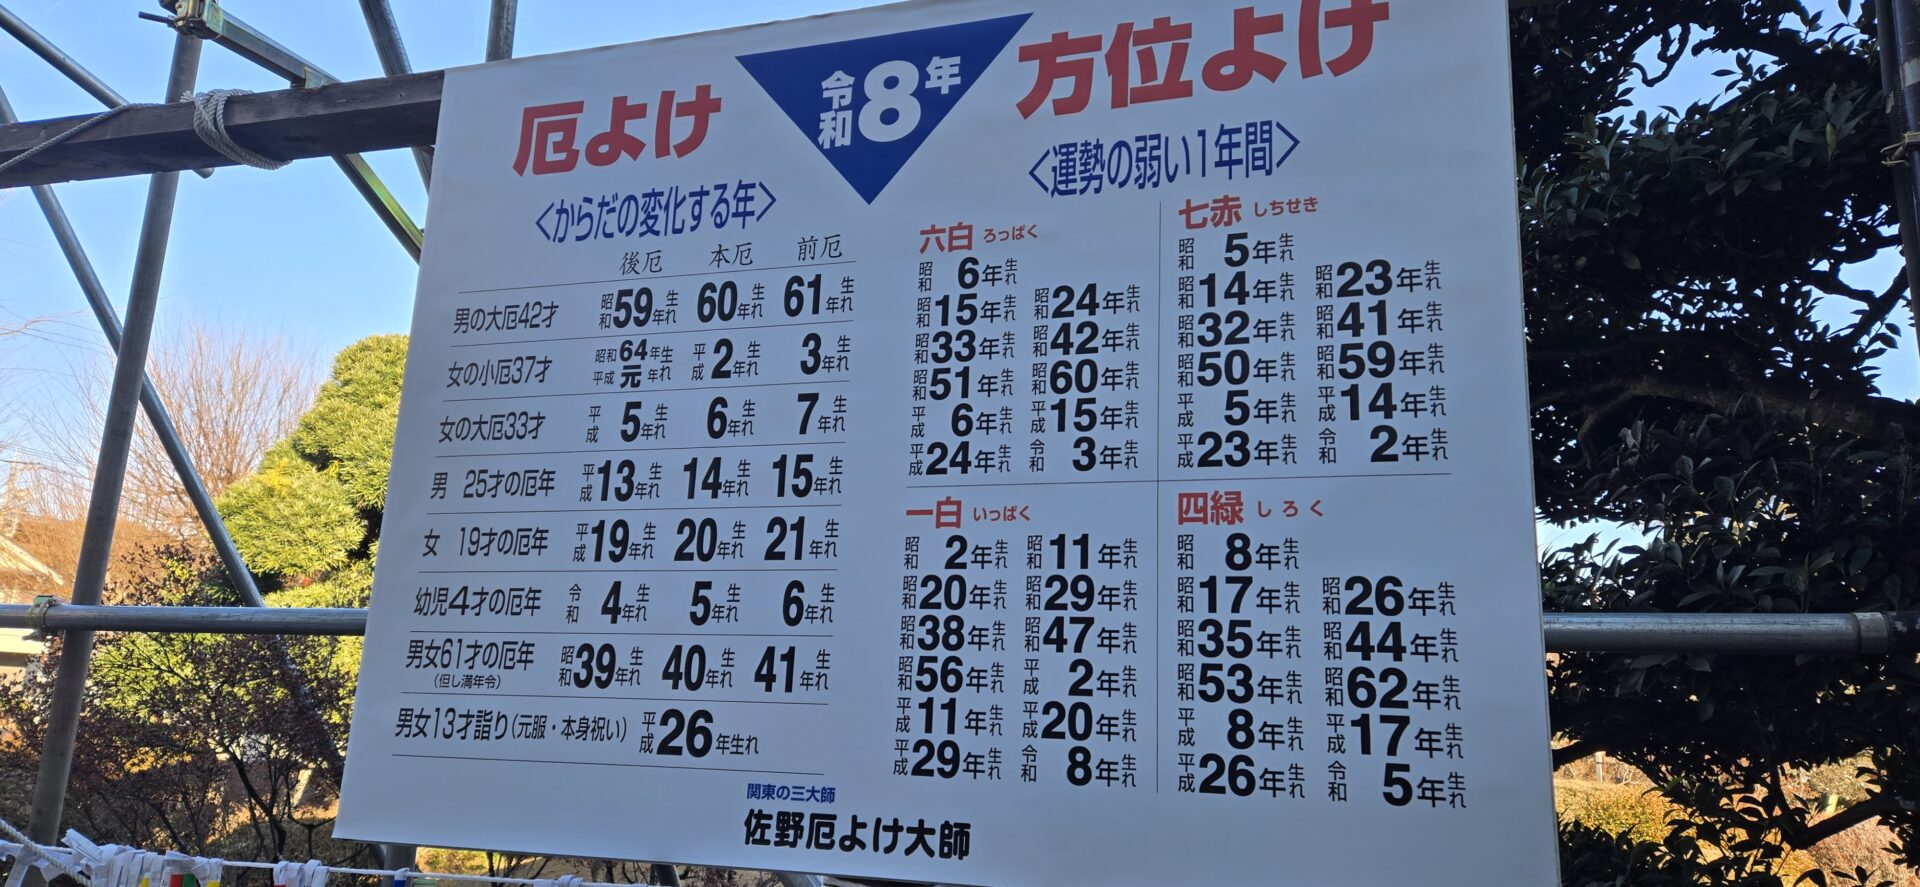 令和8年
厄よけ
<からだの変化する年>
後厄 本厄 前厄
男の大厄42才 昭和59年生れ 60年生れ 61年生れ
女の小厄37才 昭和64年生れ 平成元年生れ 平成2年生れ 3年生れ
女の大厄33才 平成5年生れ 6年生れ 7年生れ
男 25才の厄年 平成13年生れ 14年生れ 15年生れ
女 19才の厄年 平成19年生れ 20年生れ 21年生れ
幼児4才の厄年 令和4年生れ 5年生れ 6年生れ
男女61才の厄年 昭和39年生れ 40年生れ 41年生れ
(但し満年令)
男女13才詣り(元服・本身祝い) 平成26年生れ
方位よけ
<運勢の弱い1年間>
六白 ろっぱく
昭和6年生れ
昭和15年生れ 昭和24年生れ
昭和33年生れ 昭和42年生れ
昭和51年生れ 昭和60年生れ
平成6年生れ 平成15年生れ
平成24年生れ 令和3年生れ
七赤 しちせき
昭和5年生れ
昭和14年生れ 昭和23年生れ
昭和32年生れ 昭和41年生れ
昭和50年生れ 昭和59年生れ
平成5年生れ 平成14年生れ
平成23年生れ 令和2年生れ
一白 いっぱく
昭和2年生れ 昭和11年生れ
昭和20年生れ 昭和29年生れ
昭和38年生れ 昭和47年生れ
昭和56年生れ 平成2年生れ
平成11年生れ 平成20年生れ
平成29年生れ 令和8年生れ
四緑 しろく
昭和8年生れ
昭和17年生れ 昭和26年生れ
昭和35年生れ 昭和44年生れ
昭和53年生れ 昭和62年生れ
平成8年生れ 平成17年生れ
平成26年生れ 令和5年生れ
関東の三大師
佐野厄よけ大師